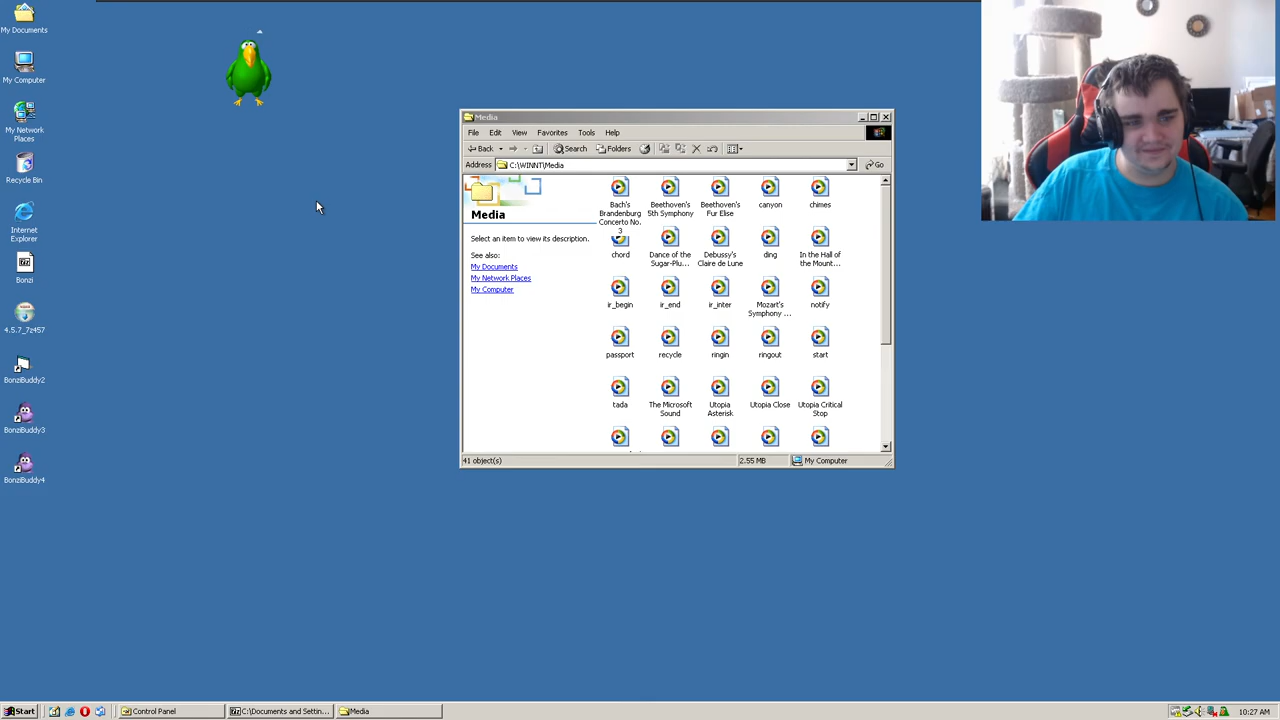 My Documents
My Computer
My Network
Places
Recycle Bin
Internet
Explorer
Bonzi
4.5.7_7z457
BonziBuddy2
BonziBuddy3
BonziBuddy4
Media
File Edit View Favorites Tools Help
Back Search Folders
Address C:\WINNT\Media Go
Media
Select an item to view its description.
See also:
My Documents
My Network Places
My Computer
Bach's
Brandenburg
Concerto No.
3
Beethoven's
5th Symphony
Beethoven's
Fur Elise
canyon
chimes
chord
Dance of the
Sugar-Plu...
Debussy's
Claire de Lune
ding
In the Hall of
the Mount...
ir_begin
ir_end
ir_inter
Mozart's
Symphony ...
notify
passport
recycle
ringin
ringout
start
tada
The Microsoft
Sound
Utopia
Asterisk
Utopia Close
Utopia Critical
Stop
41 object(s) 2.55 MB My Computer
Start Control Panel C:\Documents and Settin... Media 10:27 AM